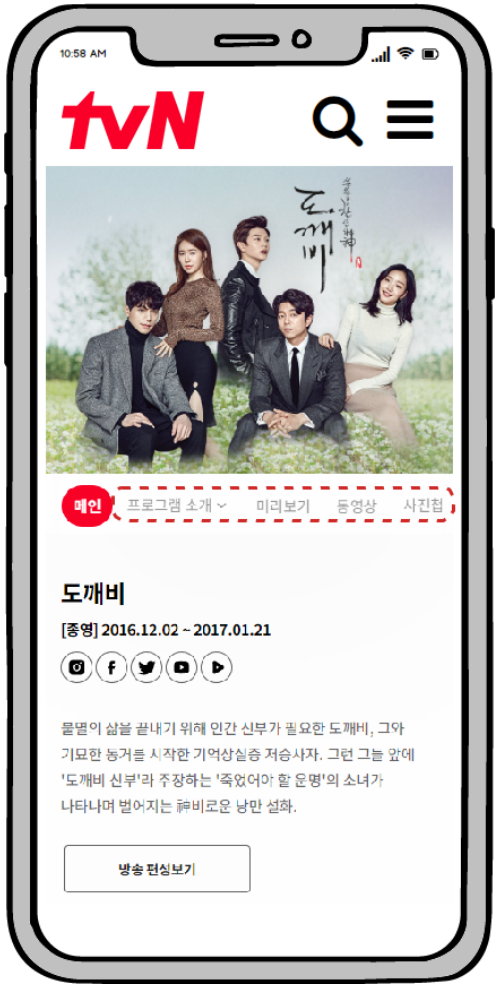 10:58 AM
tvN
도깨비
메인 프로그램 소개 미리보기 동영상 사진첩
도깨비
[종영] 2016.12.02 ~ 2017.01.21
불멸의 삶을 끝내기 위해 인간 신부가 필요한 도깨비, 그와
기묘한 동거를 시작한 기억상실증 저승사자. 그런 그들 앞에
'도깨비 신부'라 주장하는 '죽었어야 할 운명'의 소녀가
나타나며 벌어지는 神비로운 낭만 설화.
방송 편성보기